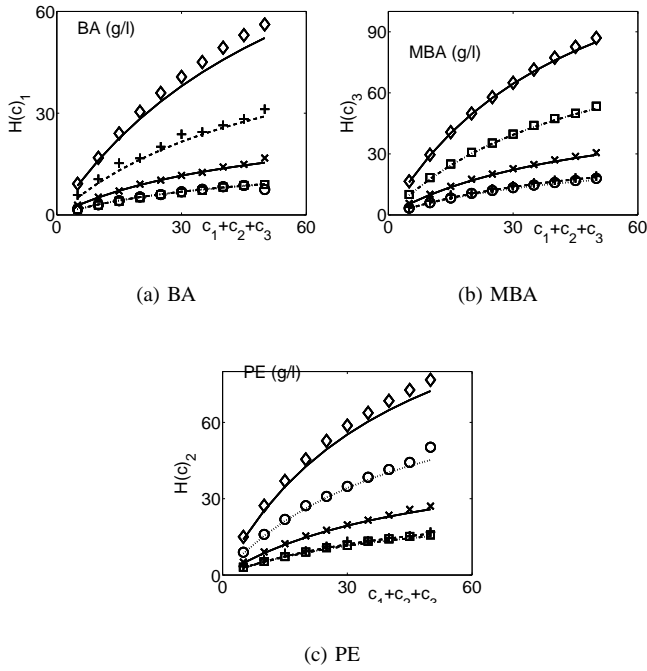 60
BA (g/l)
H(c)₁
30
0
0
30
c₁+c₂+c₃
60
(a) BA
90
MBA (g/l)
H(c)₃
60
30
0
0
30
c₁+c₂+c₃
60
(b) MBA
PE (g/l)
60
H(c)₂
30
0
0
30
c₁+c₂+c₃
60
(c) PE